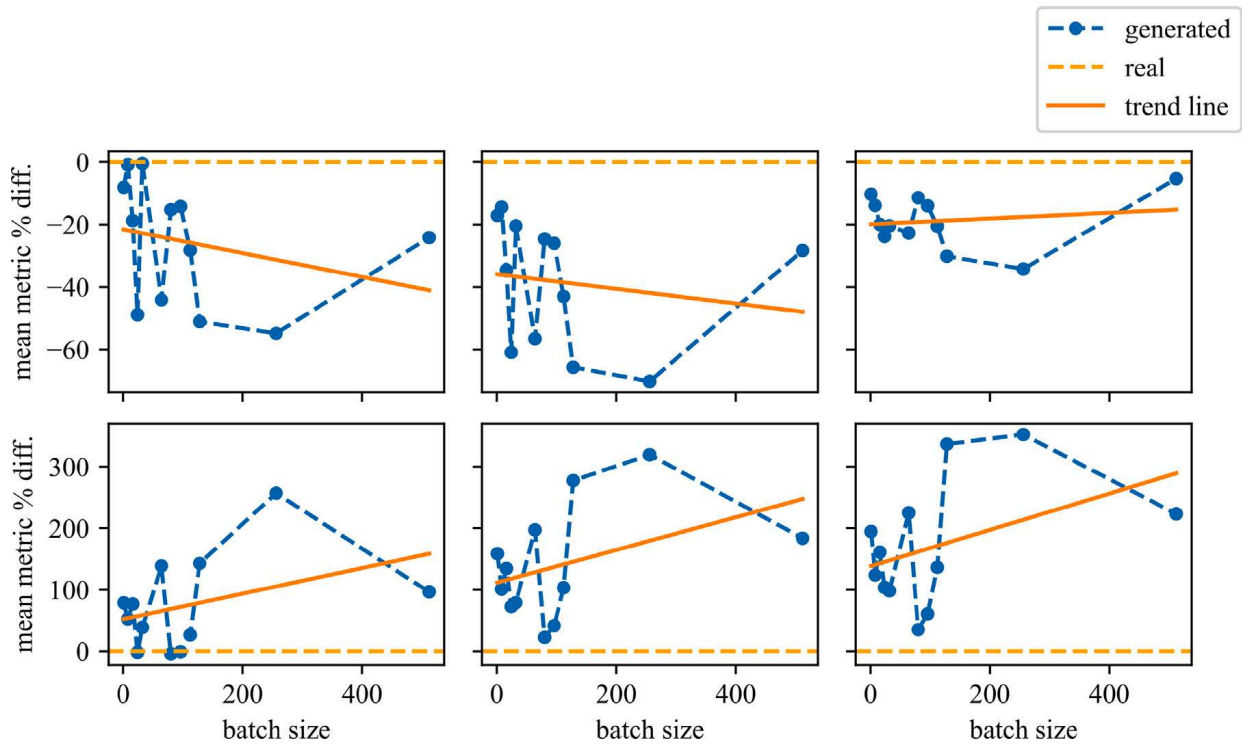 generated
real
trend line
0
−20
−40
−60
mean metric % diff.
300
200
100
0
mean metric % diff.
0 200 400
0 200 400
0 200 400
batch size
batch size
batch size